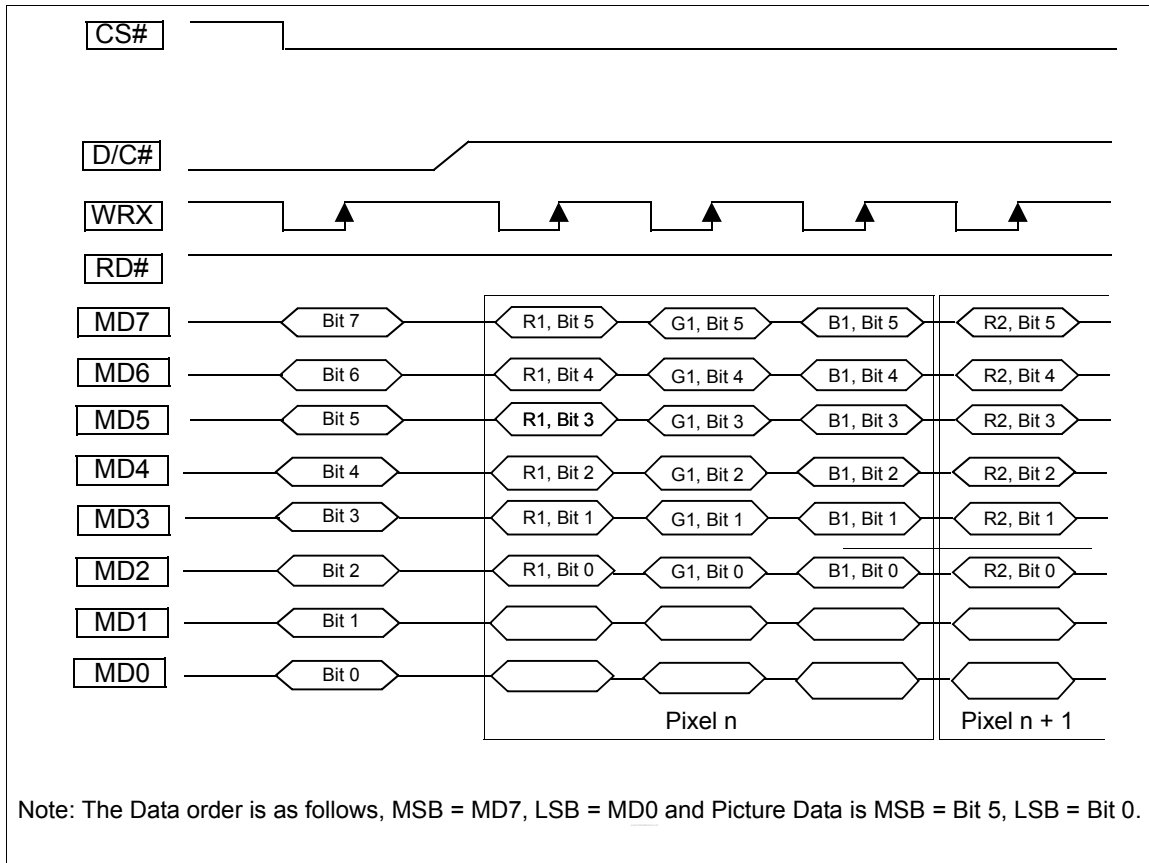 CS#
D/C#
WRX
RD#
MD7 Bit 7 R1, Bit 5 G1, Bit 5 B1, Bit 5 R2, Bit 5
MD6 Bit 6 R1, Bit 4 G1, Bit 4 B1, Bit 4 R2, Bit 4
MD5 Bit 5 R1, Bit 3 G1, Bit 3 B1, Bit 3 R2, Bit 3
MD4 Bit 4 R1, Bit 2 G1, Bit 2 B1, Bit 2 R2, Bit 2
MD3 Bit 3 R1, Bit 1 G1, Bit 1 B1, Bit 1 R2, Bit 1
MD2 Bit 2 R1, Bit 0 G1, Bit 0 B1, Bit 0 R2, Bit 0
MD1 Bit 1
MD0 Bit 0
Pixel n Pixel n + 1
Note: The Data order is as follows, MSB = MD7, LSB = MD0 and Picture Data is MSB = Bit 5, LSB = Bit 0.